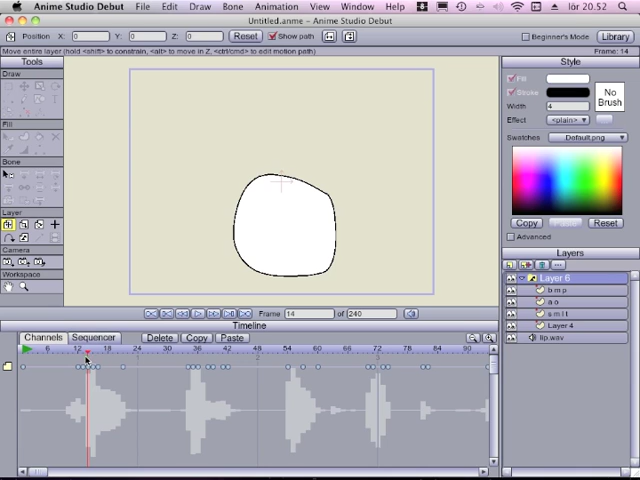 Anime Studio Debut File Edit Draw Bone Animation View Window Help lör 20.52
Untitled.anme - Anime Studio Debut
Position X: 0 Y: 0 Z: 0 Reset Show path Beginner's Mode Library
Move entire layer (hold <shift> to constrain, <alt> to move in Z, <ctrl/cmd> to edit motion path) Frame: 14
Tools
Draw
Fill
Bone
Layer
Camera
Workspace
Style
Fill
Stroke
Width 4
Effect <plain>
No Brush
Swatches Default.png
Copy Reset
Advanced
Layers
Layer 6
b m p
a o
s m l t
Layer 4
lip.wav
Frame 14 of 240
Timeline
Channels Sequencer Delete Copy Paste
6 12 18 24 30 36 42 48 54 60 66 72 78 84 90
2 3